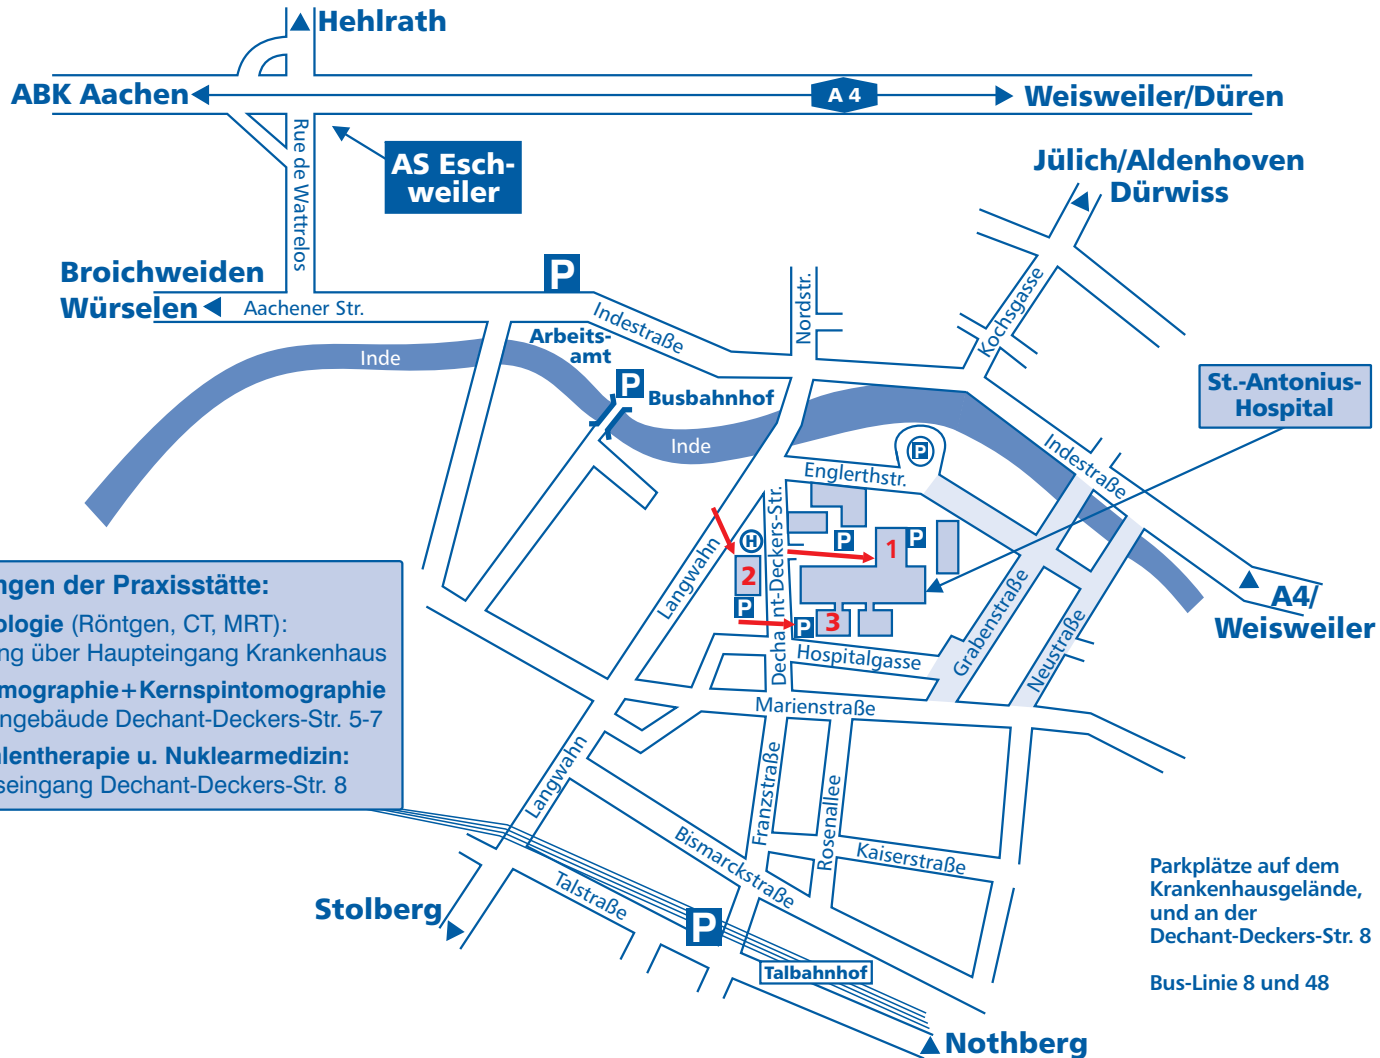 Hehlrath
ABK Aachen
A 4
Weisweiler/Düren
Rue de Wattrelos
AS Esch-
weiler
Jülich/Aldenhoven
Dürwiss
Broichweiden
Würselen
Aachener Str.
P
Indestraße
Nordstr.
Kochsgasse
Arbeits-
amt
Inde
P
Busbahnhof
St.-Antonius-
Hospital
Inde
Indestraße
P
Englerthstr.
Dechant-Deckers-Str.
Langwahn
H
P
1
P
2
P
P
3
Hospitalgasse
Grabenstraße
Neustraße
A4/
Weisweiler
ngen der Praxisstätte:
ologie (Röntgen, CT, MRT):
ng über Haupteingang Krankenhaus
mographie+Kernspintomographie
ngebäude Dechant-Deckers-Str. 5-7
lentherapie u. Nuklearmedizin:
seingang Dechant-Deckers-Str. 8
Marienstraße
Langwahn
Franzstraße
Rosenallee
Bismarckstraße
Kaiserstraße
Talstraße
Stolberg
P
Talbahnhof
Nothberg
Parkplätze auf dem
Krankenhausgelände,
und an der
Dechant-Deckers-Str. 8
Bus-Linie 8 und 48